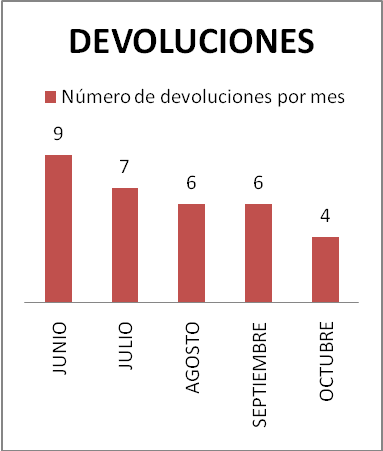 DEVOLUCIONES
Número de devoluciones por mes
9
7
6
6
4
JUNIO
JULIO
AGOSTO
SEPTIEMBRE
OCTUBRE